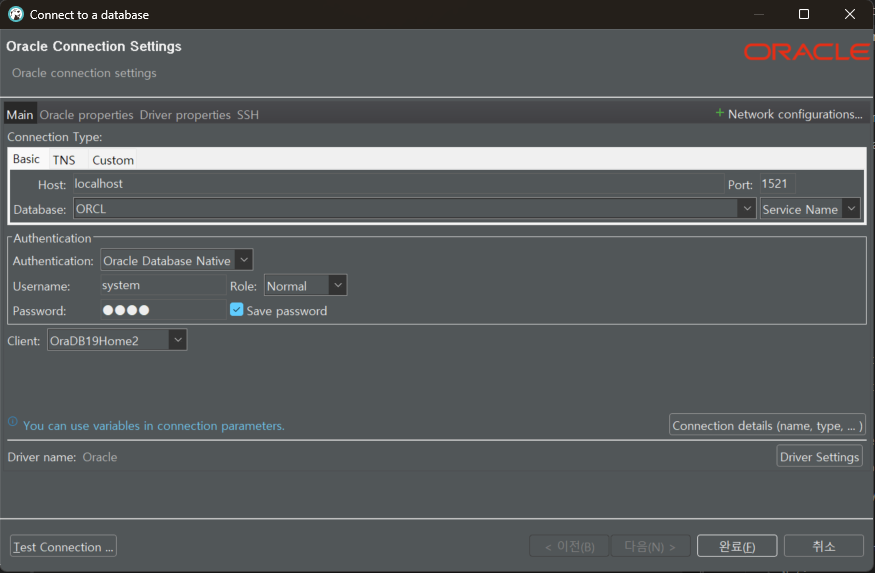 Connect to a database
Oracle Connection Settings
ORACLE
Oracle connection settings
Main Oracle properties Driver properties SSH
Network configurations...
Connection Type:
Basic TNS Custom
Host: localhost Port: 1521
Database: ORCL Service Name
Authentication
Authentication: Oracle Database Native
Username: system Role: Normal
Password: Save password
Client: OraDB19Home2
You can use variables in connection parameters.
Connection details (name, type, ... )
Driver name: Oracle
Driver Settings
Test Connection ...
< 이전(B) 다음(N) > 완료(F) 취소